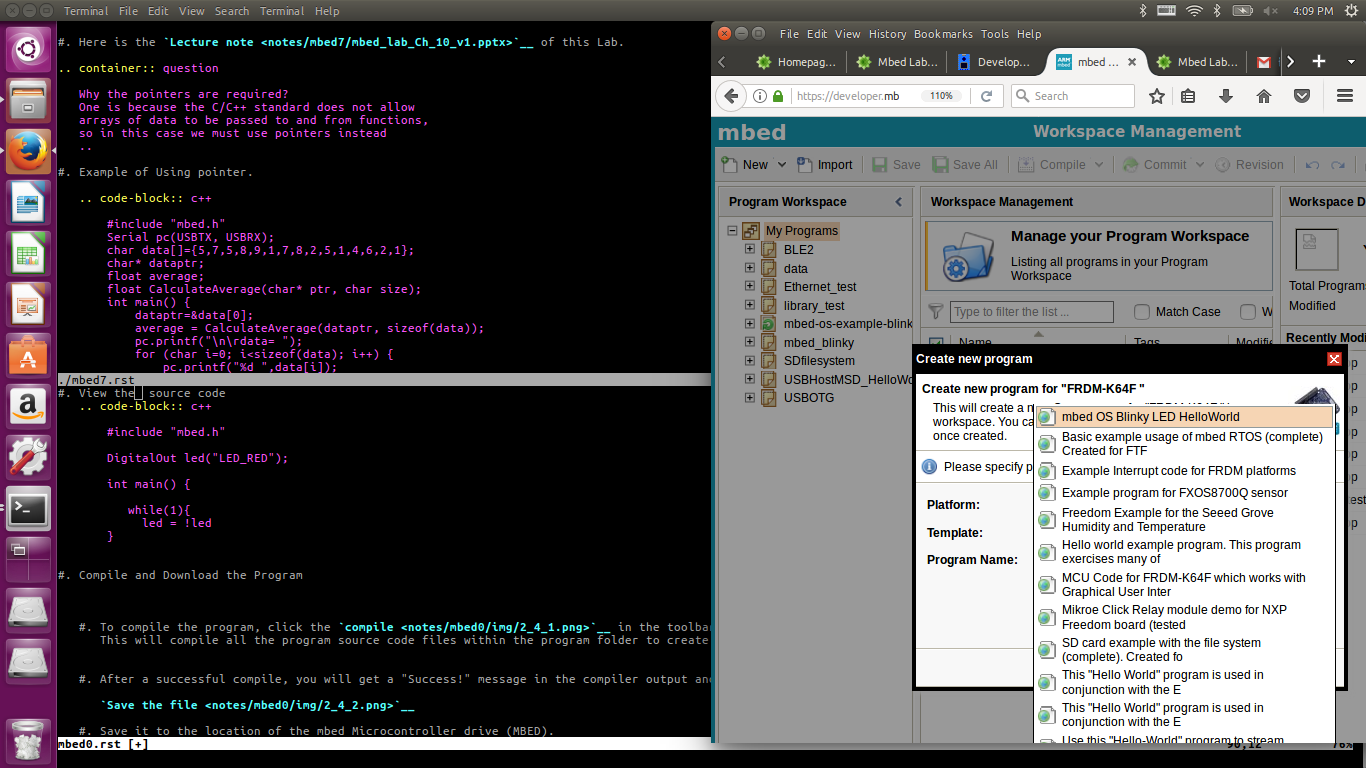 Terminal File Edit View Search Terminal Help
4:09 PM
#. Here is the `Lecture note <notes/mbed7/mbed_lab_Ch_10_v1.pptx>`__ of this Lab.
.. container:: question
Why the pointers are required?
One is because the C/C++ standard does not allow
arrays of data to be passed to and from functions,
so in this case we must use pointers instead
..
#. Example of Using pointer.
.. code-block:: c++
#include "mbed.h"
Serial pc(USBTX, USBRX);
char data[]={5,7,5,8,9,1,7,8,2,5,1,4,6,2,1};
char* dataptr;
float average;
float CalculateAverage(char* ptr, char size);
int main() {
dataptr=&data[0];
average = CalculateAverage(dataptr, sizeof(data));
pc.printf("\n\rdata= ");
for (char i=0; i<sizeof(data); i++) {
pc.printf("%d ",data[i]);
./mbed7.rst
#. View the source code
.. code-block:: c++
#include "mbed.h"
DigitalOut led("LED_RED");
int main() {
while(1){
led = !led
}
#. Compile and Download the Program
#. To compile the program, click the `compile <notes/mbed0/img/2_4_1.png>`__ in the toolbar
This will compile all the program source code files within the program folder to create
#. After a successful compile, you will get a "Success!" message in the compiler output and
`Save the file <notes/mbed0/img/2_4_2.png>`__
#. Save it to the location of the mbed Microcontroller drive (MBED).
mbed0.rst [+]
File Edit View History Bookmarks Tools Help
Homepag...
Mbed Lab...
Develop...
ARM mbed
mbed ...
Mbed Lab...
https://developer.mb
110%
Search
mbed
Workspace Management
New
Import
Save
Save All
Compile
Commit
Revision
Program Workspace
My Programs
BLE2
data
Ethernet_test
library_test
mbed-os-example-blink
mbed_blinky
SDfilesystem
USBHostMSD_HelloWo
USBOTG
Workspace Management
Manage your Program Workspace
Listing all programs in your Program
Workspace
Type to filter the list ...
Match Case
W
Name
Tags
Modified
Workspace D
Total Programs
Modified
Recently Modi
Create new program
Create new program for "FRDM-K64F "
This will create a n
workspace. You ca
once created.
Please specify p
Platform:
Template:
Program Name:
mbed OS Blinky LED HelloWorld
Basic example usage of mbed RTOS (complete)
Created for FTF
Example Interrupt code for FRDM platforms
Example program for FXOS8700Q sensor
Freedom Example for the Seeed Grove
Humidity and Temperature
Hello world example program. This program
exercises many of
MCU Code for FRDM-K64F which works with
Graphical User Inter
Mikroe Click Relay module demo for NXP
Freedom board (tested
SD card example with the file system
(complete). Created fo
This "Hello World" program is used in
conjunction with the E
This "Hello World" program is used in
conjunction with the E
Use this "Hello-World" program to stream